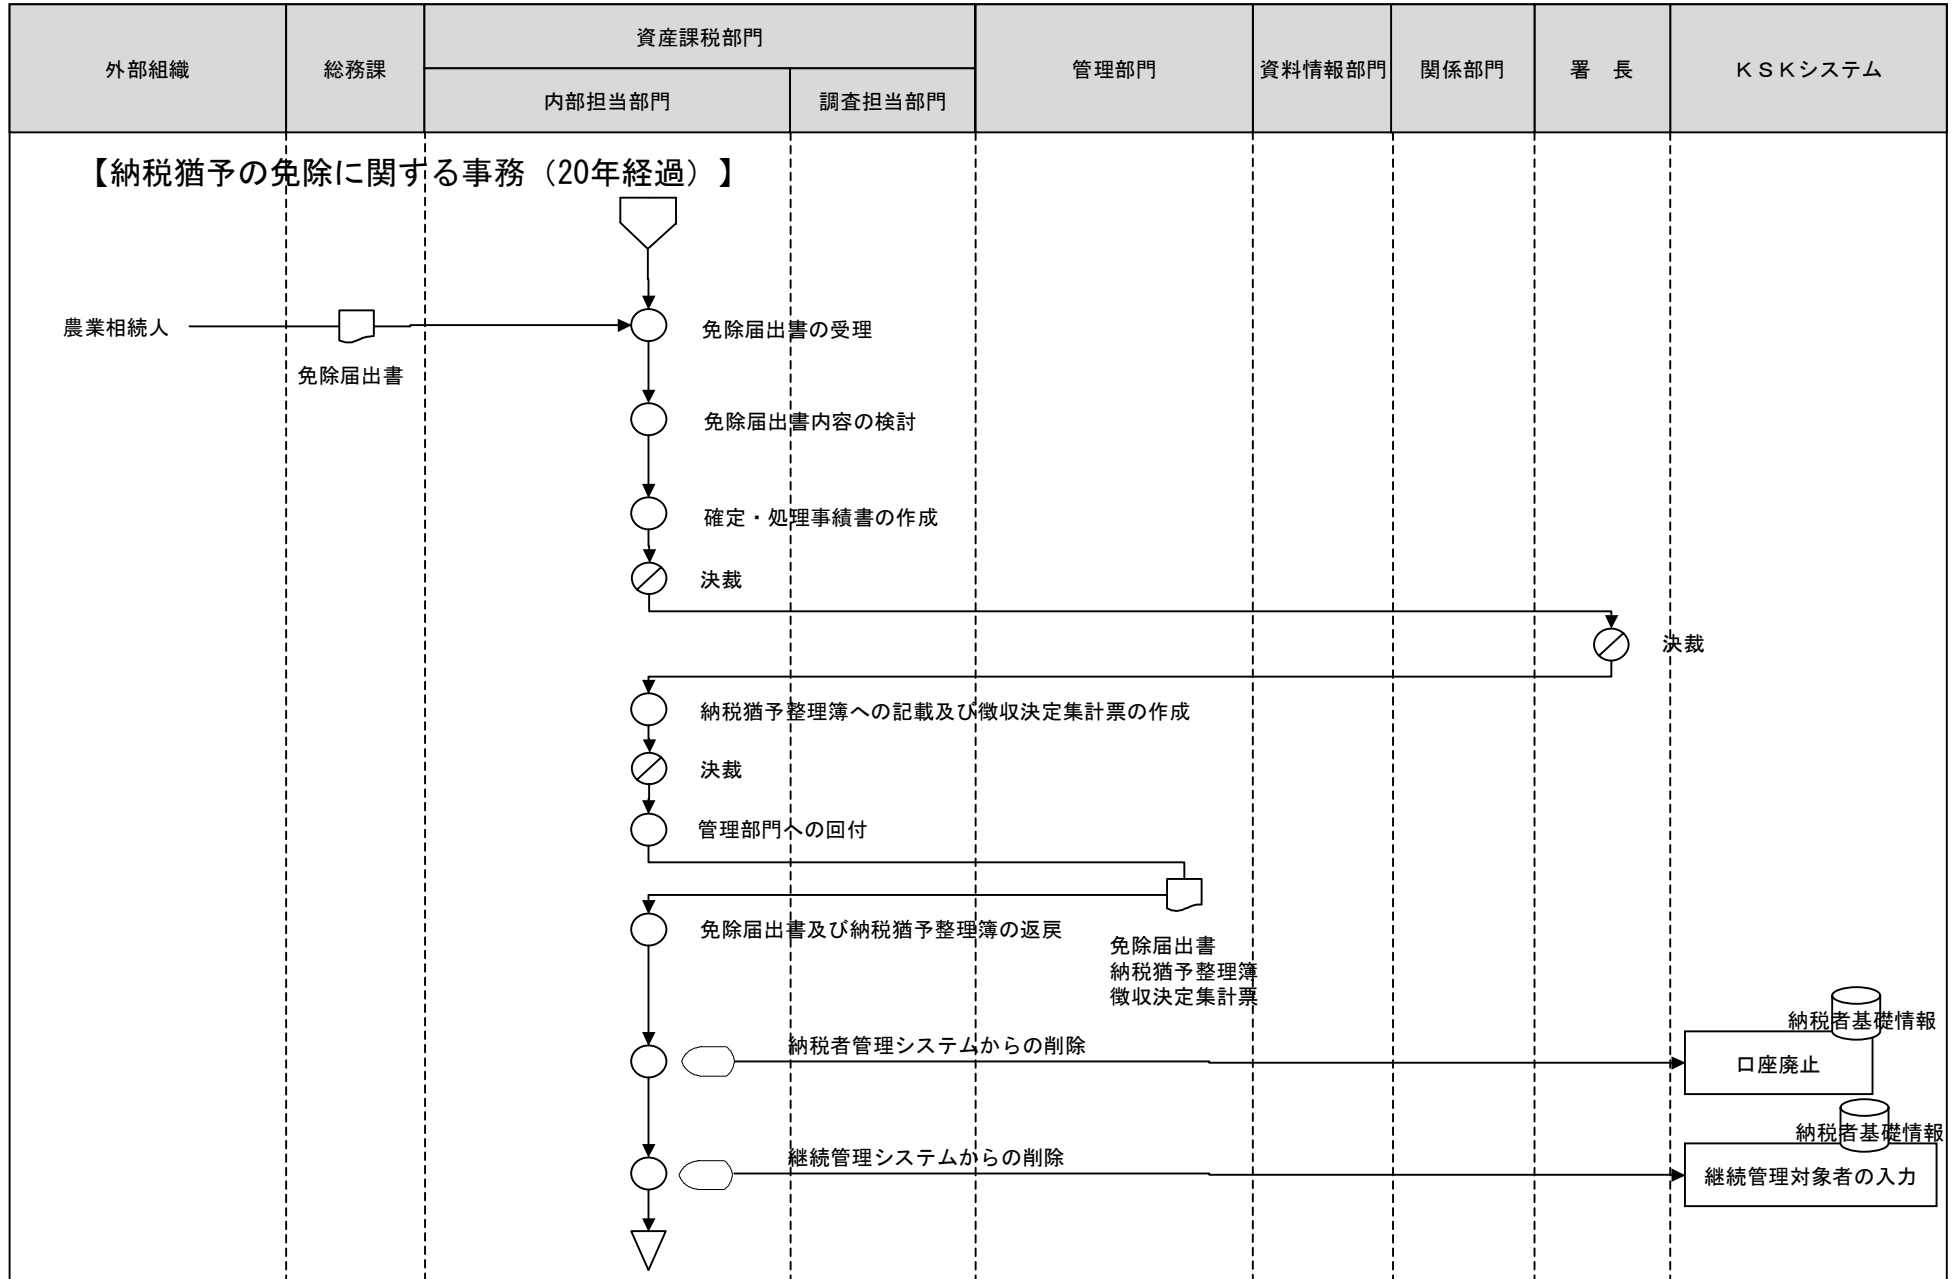 外部組織
総務課
資産課税部門
内部担当部門
調査担当部門
管理部門
資料情報部門
関係部門
署　長
ＫＳＫシステム
【納税猶予の免除に関する事務（20年経過）】
農業相続人
免除届出書
免除届出書の受理
免除届出書内容の検討
確定・処理事績書の作成
決裁
決裁
納税猶予整理簿への記載及び徴収決定集計票の作成
決裁
管理部門への回付
免除届出書及び納税猶予整理簿の返戻
免除届出書
納税猶予整理簿
徴収決定集計票
納税者基礎情報
納税者管理システムからの削除
口座廃止
納税者基礎情報
継続管理システムからの削除
継続管理対象者の入力